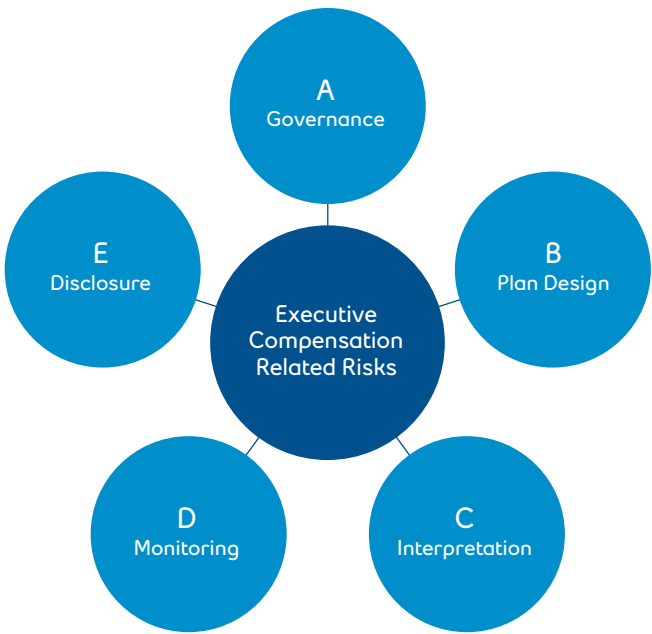 A
Governance
B
Plan Design
C
Interpretation
D
Monitoring
E
Disclosure
Executive
Compensation
Related Risks